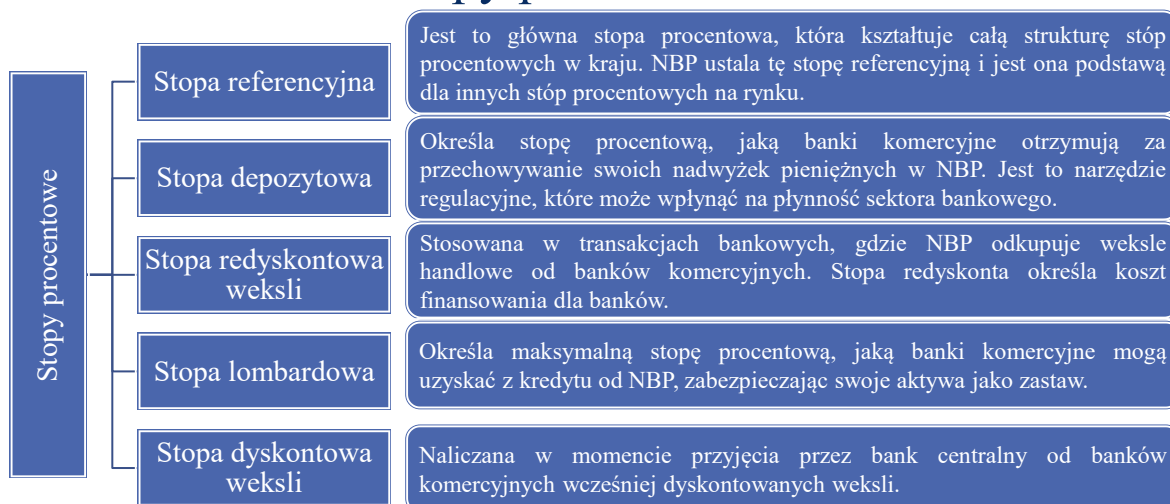 Stopy procentowe
Stopa referencyjna
Jest to główna stopa procentowa, która kształtuje całą strukturę stóp
procentowych w kraju. NBP ustala tę stopę referencyjną i jest ona podstawą
dla innych stóp procentowych na rynku.
Stopa depozytowa
Określa stopę procentową, jaką banki komercyjne otrzymują za
przechowywanie swoich nadwyżek pieniężnych w NBP. Jest to narzędzie
regulacyjne, które może wpłynąć na płynność sektora bankowego.
Stopa redyskontowa
weksli
Stosowana w transakcjach bankowych, gdzie NBP odkupuje weksle
handlowe od banków komercyjnych. Stopa redyskonta określa koszt
finansowania dla banków.
Stopa lombardowa
Określa maksymalną stopę procentową, jaką banki komercyjne mogą
uzyskać z kredytu od NBP, zabezpieczając swoje aktywa jako zastaw.
Stopa dyskontowa
weksli
Naliczana w momencie przyjęcia przez bank centralny od banków
komercyjnych wcześniej dyskontowanych weksli.